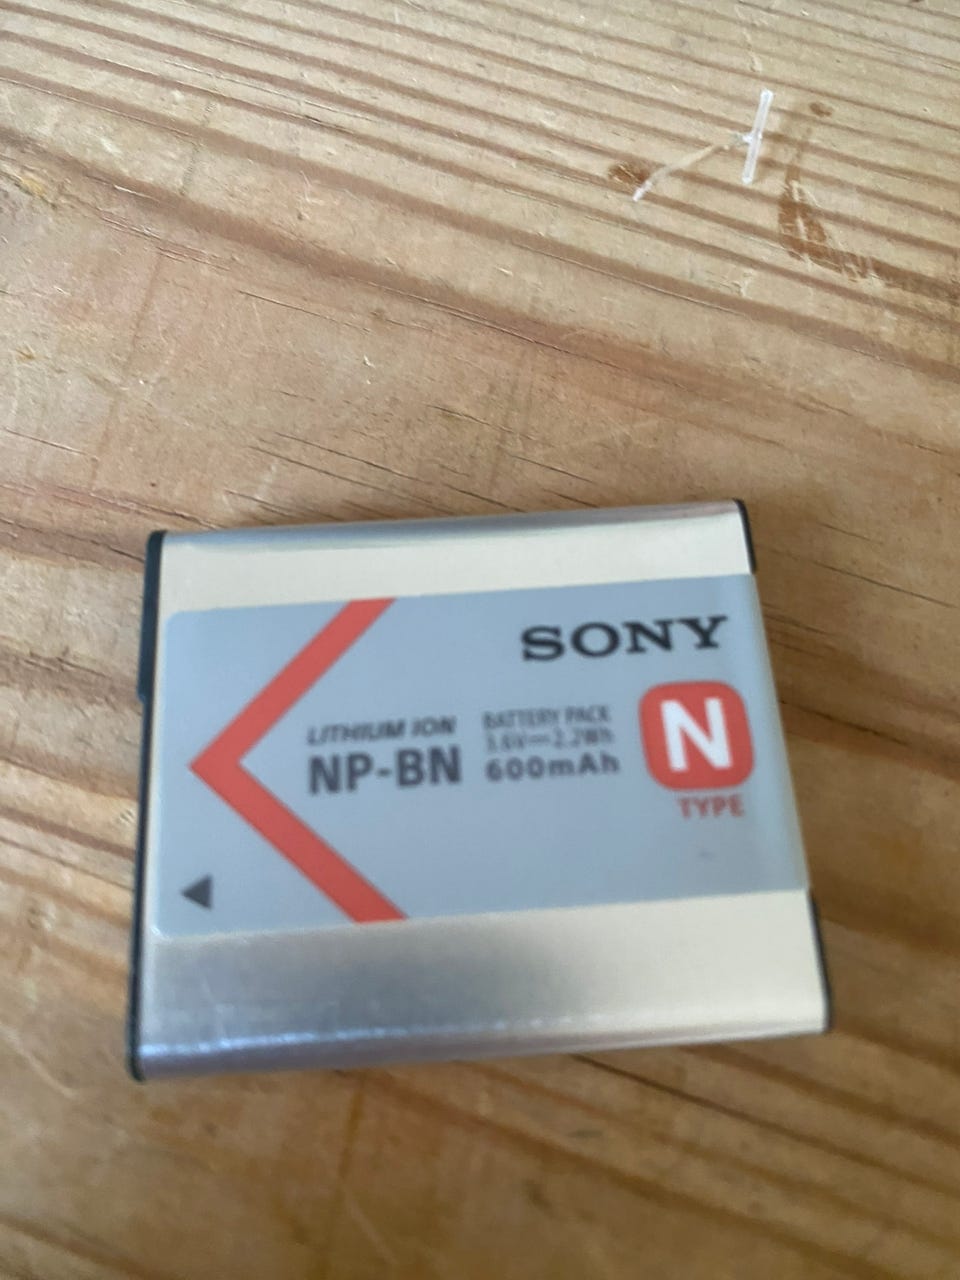 SONY
LITHIUM ION
NP-BN
BATTERY PACK
3.6V⎓2.2Wh
600mAh
N
TYPE